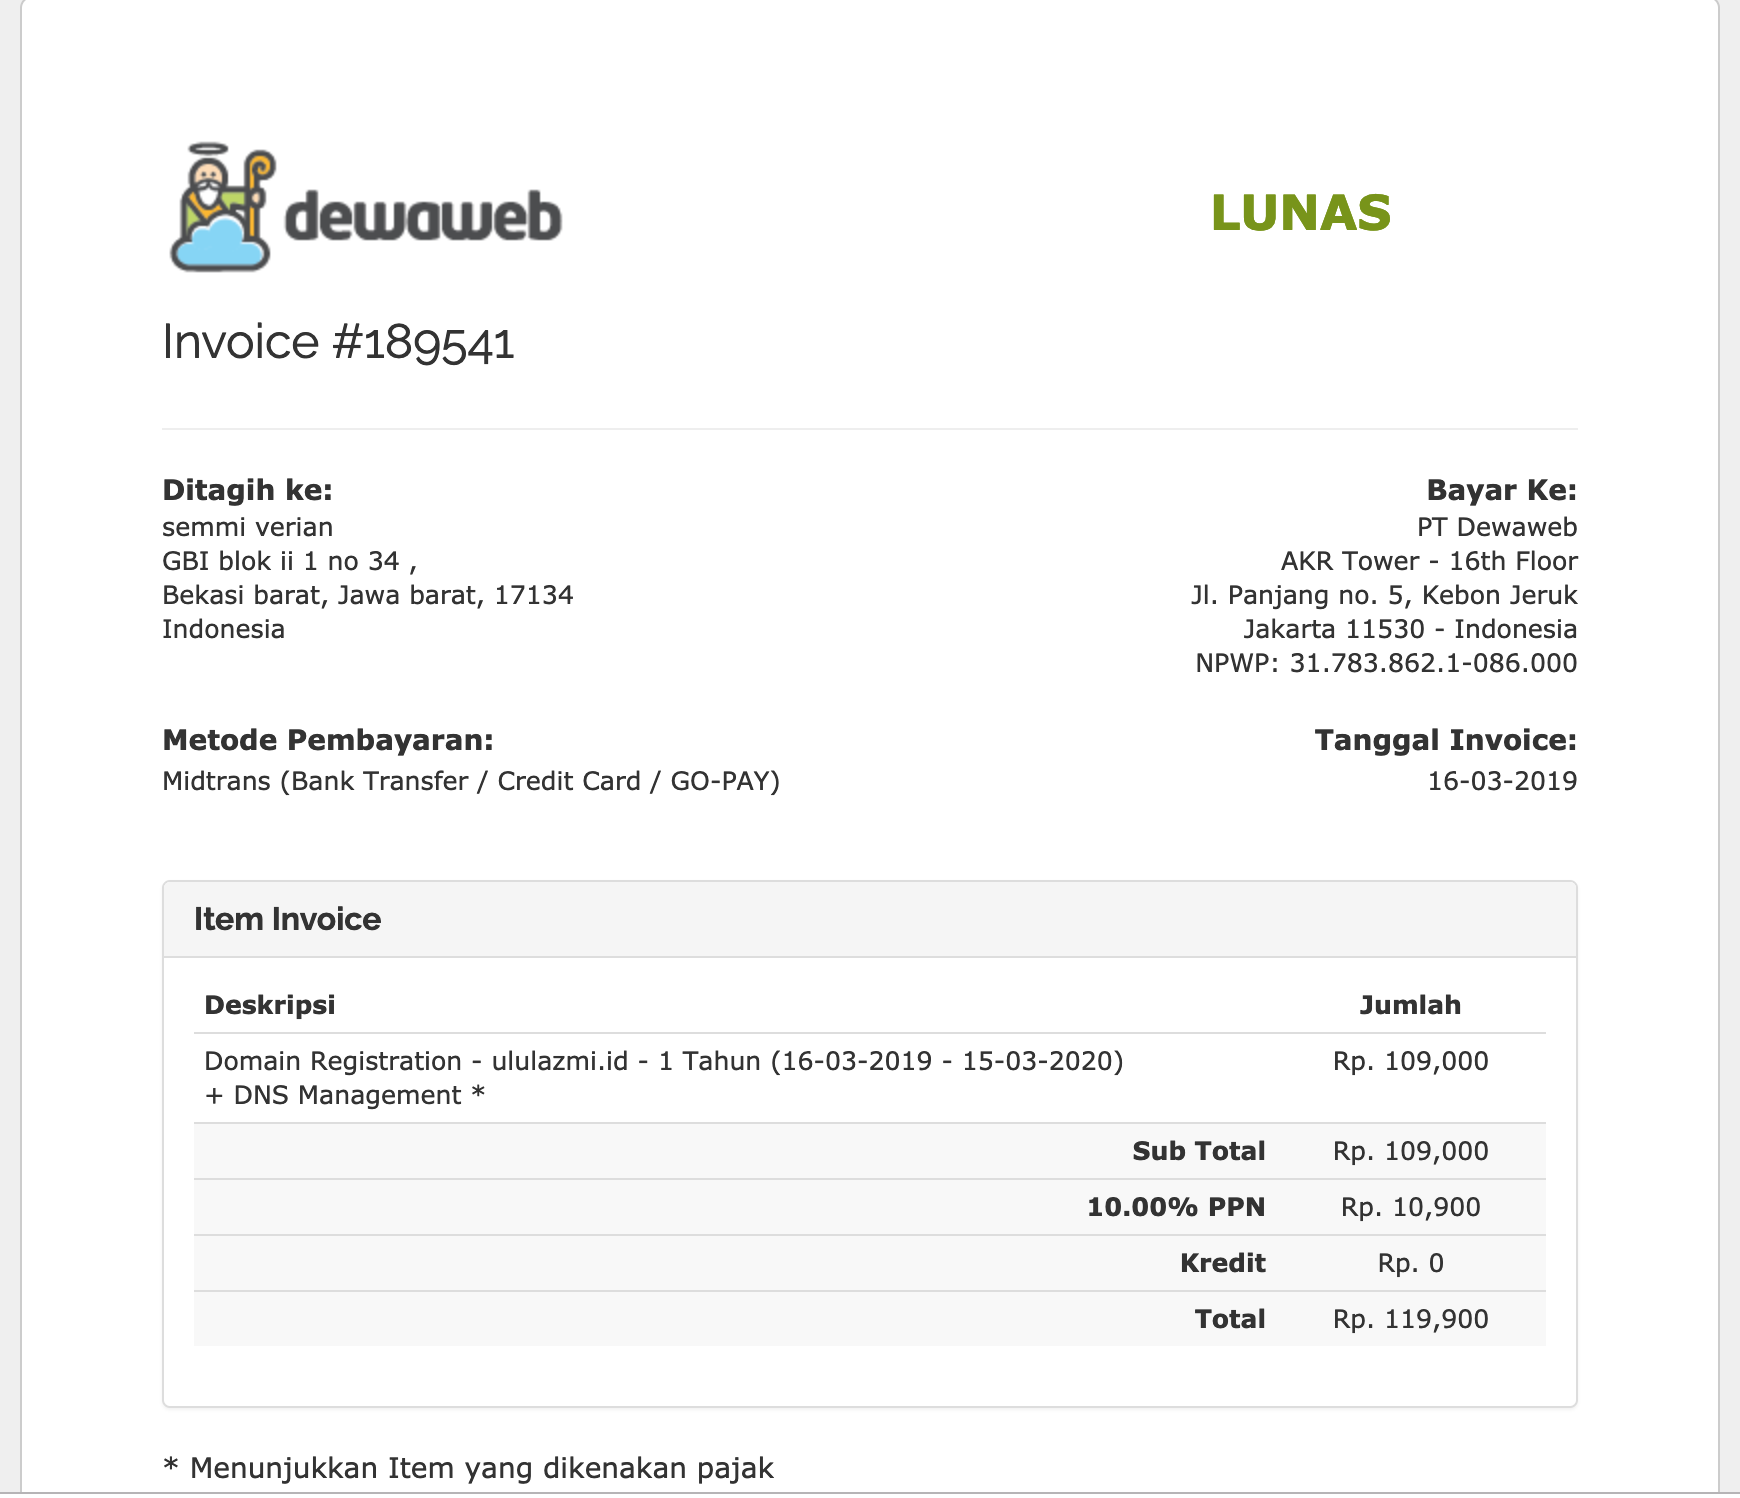 dewaweb
LUNAS
Invoice #189541
Ditagih ke:
semmi verian
GBI blok ii 1 no 34 ,
Bekasi barat, Jawa barat, 17134
Indonesia
Bayar Ke:
PT Dewaweb
AKR Tower - 16th Floor
Jl. Panjang no. 5, Kebon Jeruk
Jakarta 11530 - Indonesia
NPWP: 31.783.862.1-086.000
Metode Pembayaran:
Midtrans (Bank Transfer / Credit Card / GO-PAY)
Tanggal Invoice:
16-03-2019
Item Invoice
Deskripsi Jumlah
Domain Registration - ululazmi.id - 1 Tahun (16-03-2019 - 15-03-2020) Rp. 109,000
+ DNS Management *
Sub Total Rp. 109,000
10.00% PPN Rp. 10,900
Kredit Rp. 0
Total Rp. 119,900
* Menunjukkan Item yang dikenakan pajak